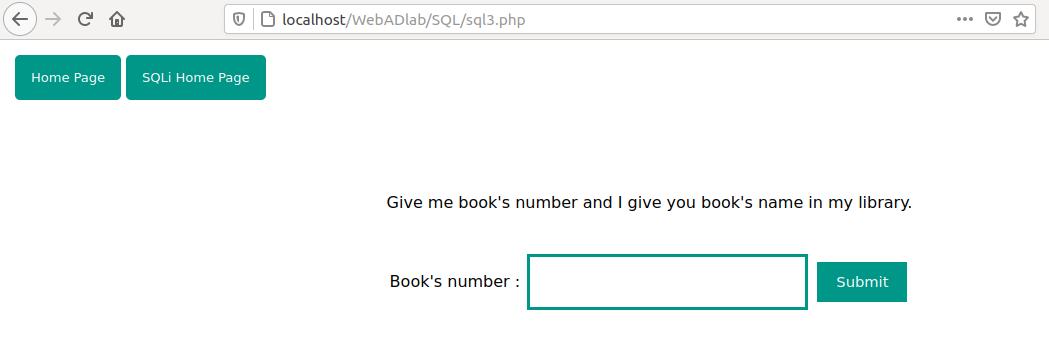 localhost/WebADlab/SQL/sql3.php
Home Page SQLi Home Page
Give me book's number and I give you book's name in my library.
Book's number : Submit